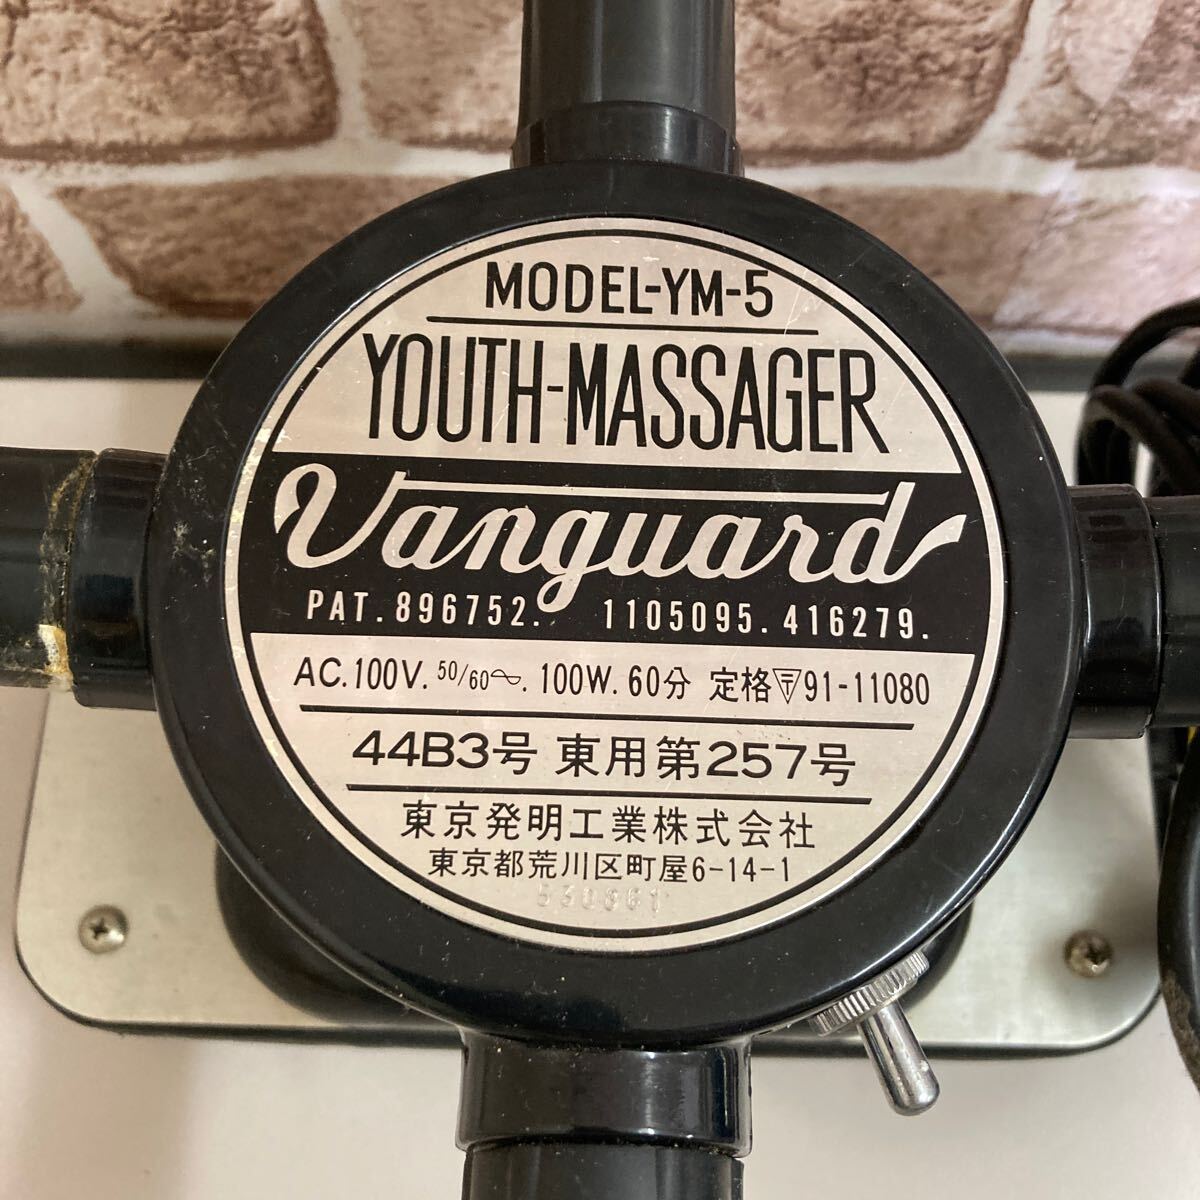 MODEL-YM-5
YOUTH-MASSAGER
Vanguard
PAT. 896752. 1105095. 416279.
AC. 100V. 50/60〜. 100W. 60分 定格 〒 91-11080
44B3号 東用第257号
東京発明工業株式会社
東京都荒川区町屋6-14-1
530861